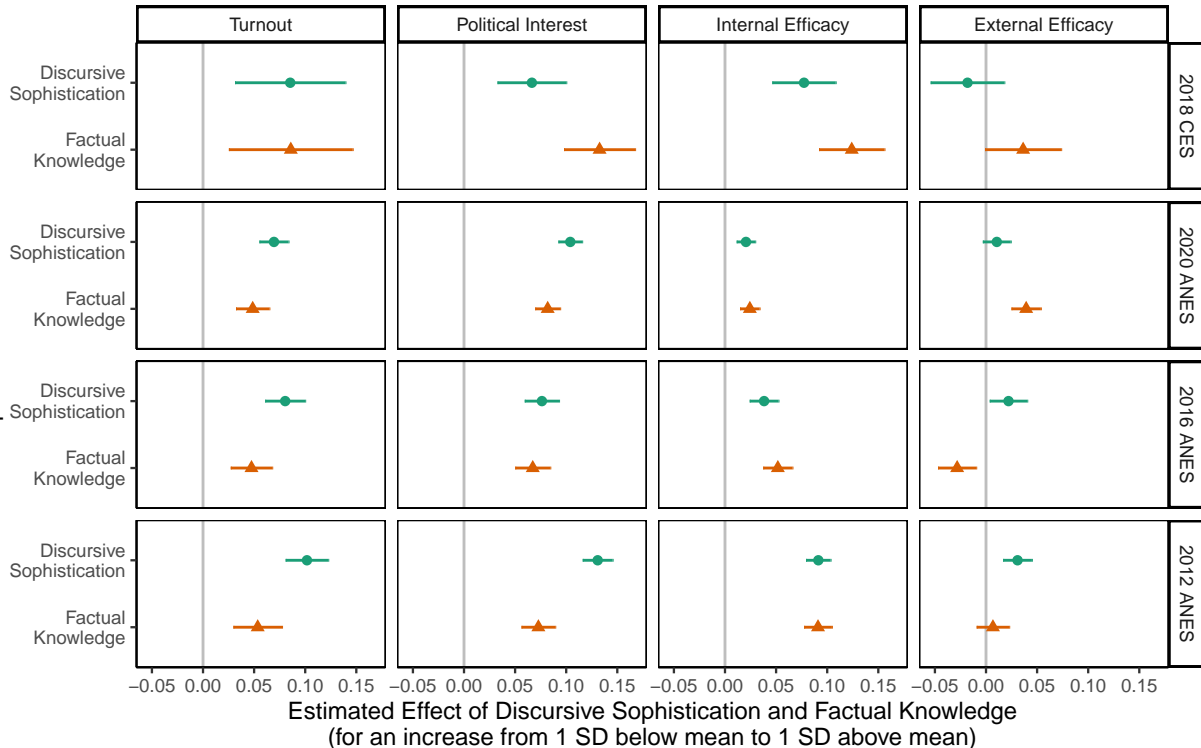 Turnout Political Interest Internal Efficacy External Efficacy
Discursive
Sophistication
Factual
Knowledge
2018 CES
Discursive
Sophistication
Factual
Knowledge
2020 ANES
Discursive
Sophistication
Factual
Knowledge
2016 ANES
Discursive
Sophistication
Factual
Knowledge
2012 ANES
−0.05 0.00 0.05 0.10 0.15 −0.05 0.00 0.05 0.10 0.15 −0.05 0.00 0.05 0.10 0.15 −0.05 0.00 0.05 0.10 0.15
Estimated Effect of Discursive Sophistication and Factual Knowledge
(for an increase from 1 SD below mean to 1 SD above mean)